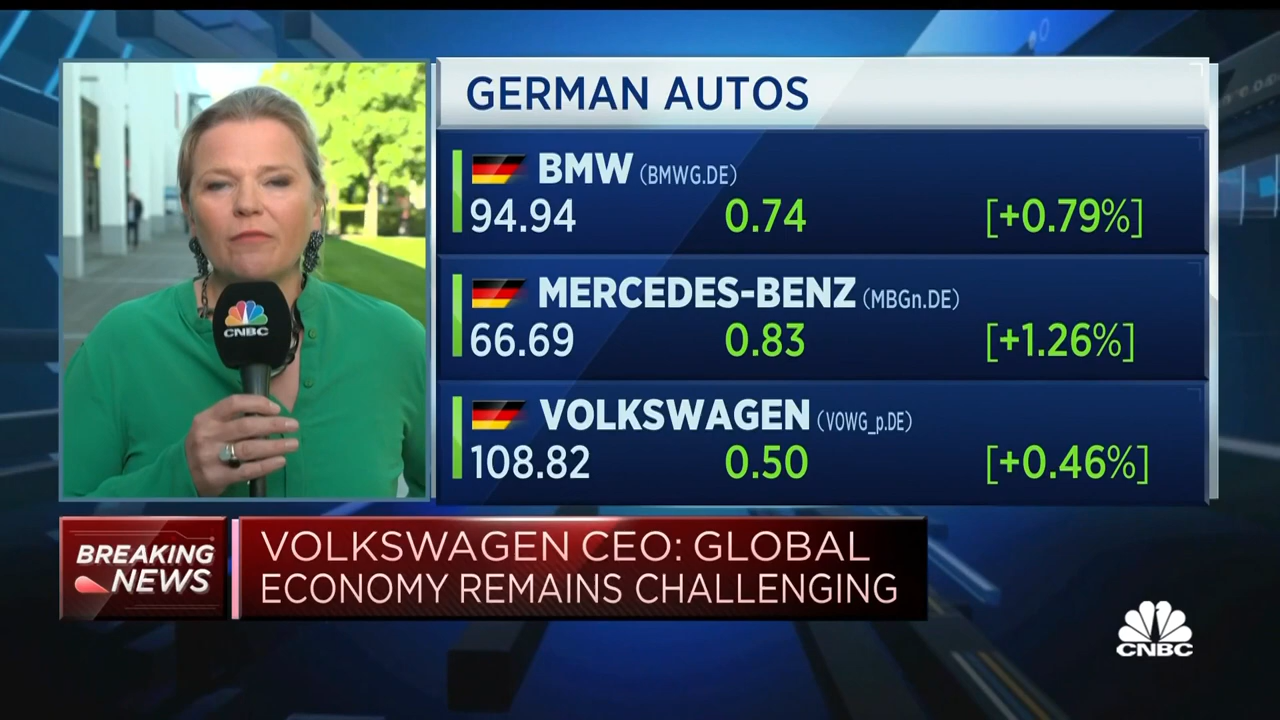 GERMAN AUTOS
BMW (BMWG.DE)
94.94 0.74 [+0.79%]
MERCEDES-BENZ (MBGn.DE)
66.69 0.83 [+1.26%]
VOLKSWAGEN (VOWG_p.DE)
108.82 0.50 [+0.46%]
CNBC
BREAKING
NEWS
VOLKSWAGEN CEO: GLOBAL
ECONOMY REMAINS CHALLENGING
CNBC